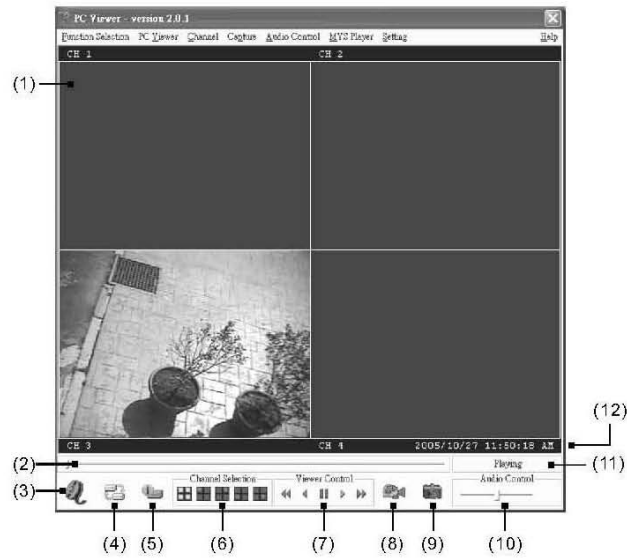 PC Viewer - version 2.0.1
Function Selection PC Viewer Channel Capture Audio Control MYS Player Setting Help
CH 1 CH 2
(1)
CH 3 CH 4 2005/10/27 11:50:18 AM
(12)
(2)
Playing
(11)
(3)
Channel Selection Viewer Control Audio Control
(4) (5) (6) (7) (8) (9) (10)